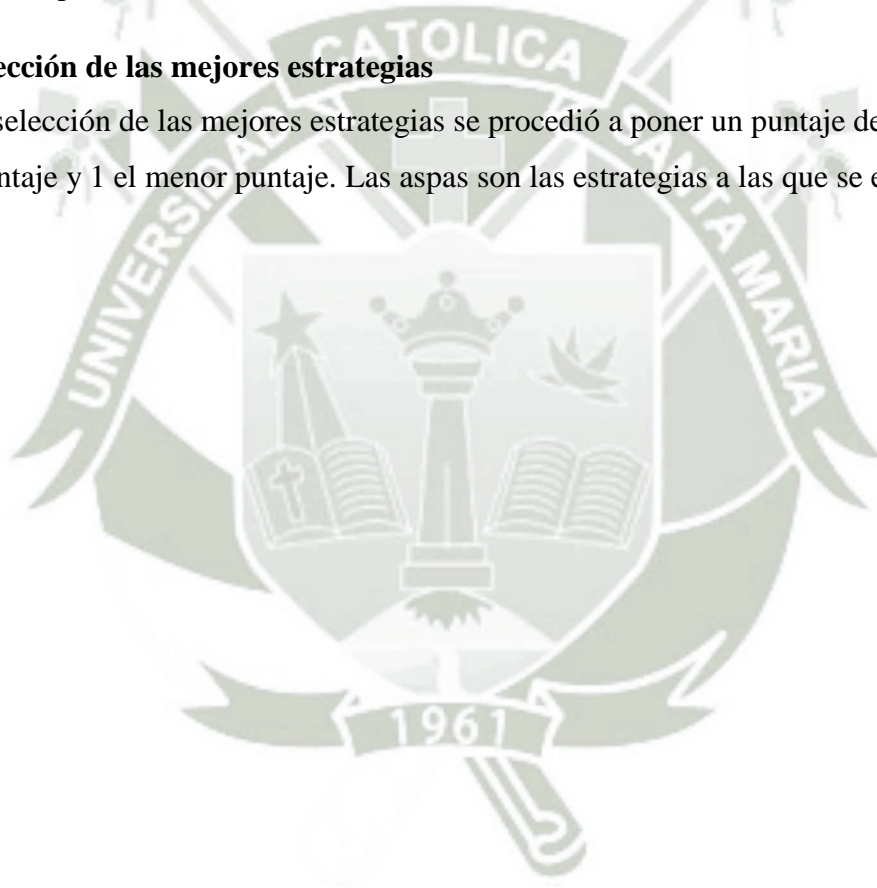 ección de las mejores estrategias
selección de las mejores estrategias se procedió a poner un puntaje de
ntaje y 1 el menor puntaje. Las aspas son las estrategias a las que se e
UNIVERSIDAD CATOLICA SANTA MARIA
1961